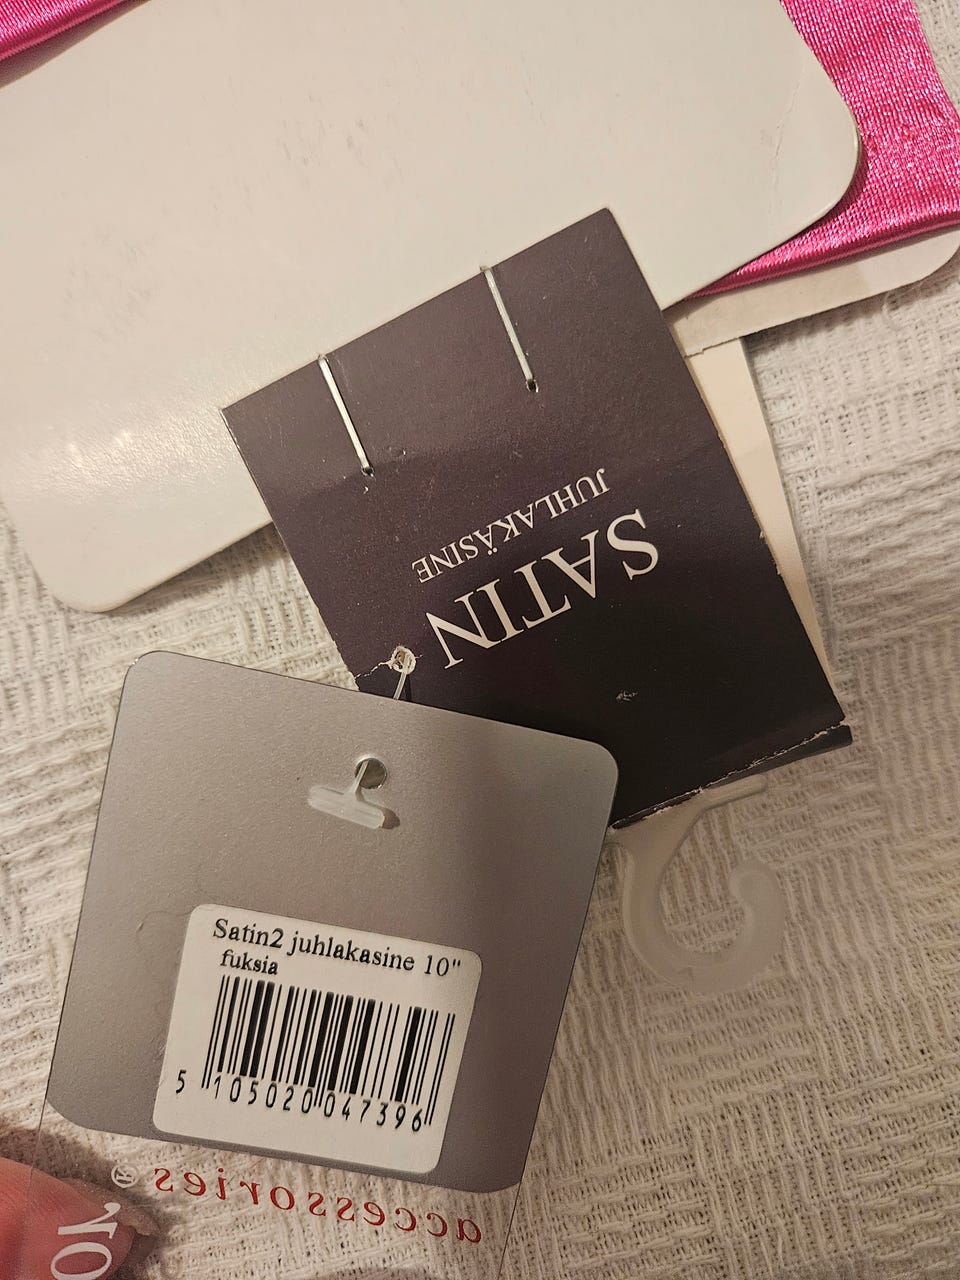 SATIN
JUHLAKÄSINE
Satin2 juhlakasine 10"
fuksia
5 105020 047396
accessories ®